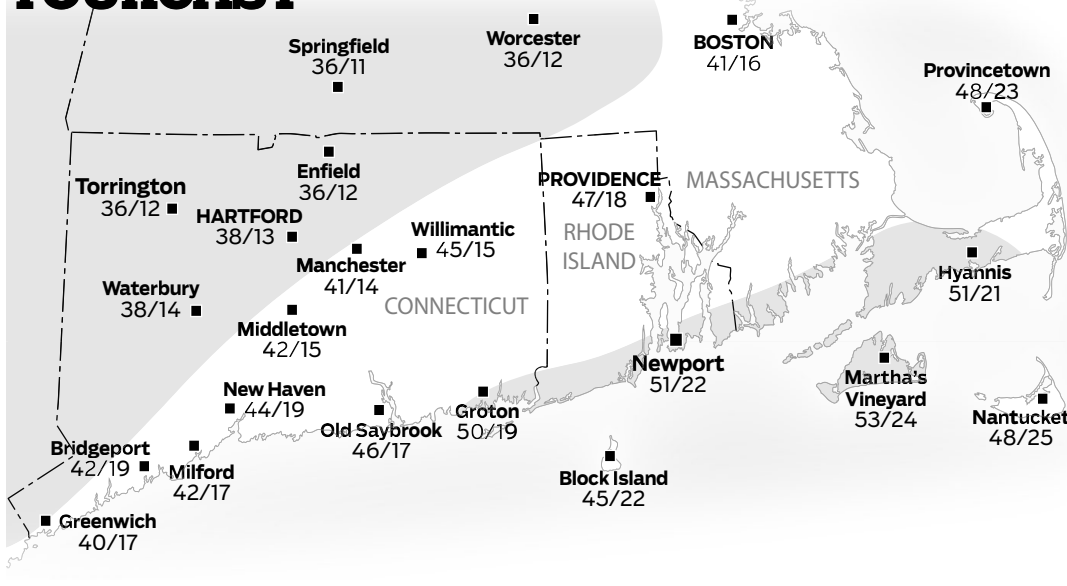 Worcester
36/12
BOSTON
41/16
Springfield
36/11
Provincetown
48/23
Enfield
36/12
Torrington
36/12
PROVIDENCE
47/18
MASSACHUSETTS
HARTFORD
38/13
Willimantic
45/15
RHODE
ISLAND
Manchester
41/14
Hyannis
51/21
Waterbury
38/14
CONNECTICUT
Middletown
42/15
Newport
51/22
Martha's
Vineyard
53/24
New Haven
44/19
Groton
50/19
Nantucket
48/25
Old Saybrook
46/17
Bridgeport
42/19
Milford
42/17
Block Island
45/22
Greenwich
40/17